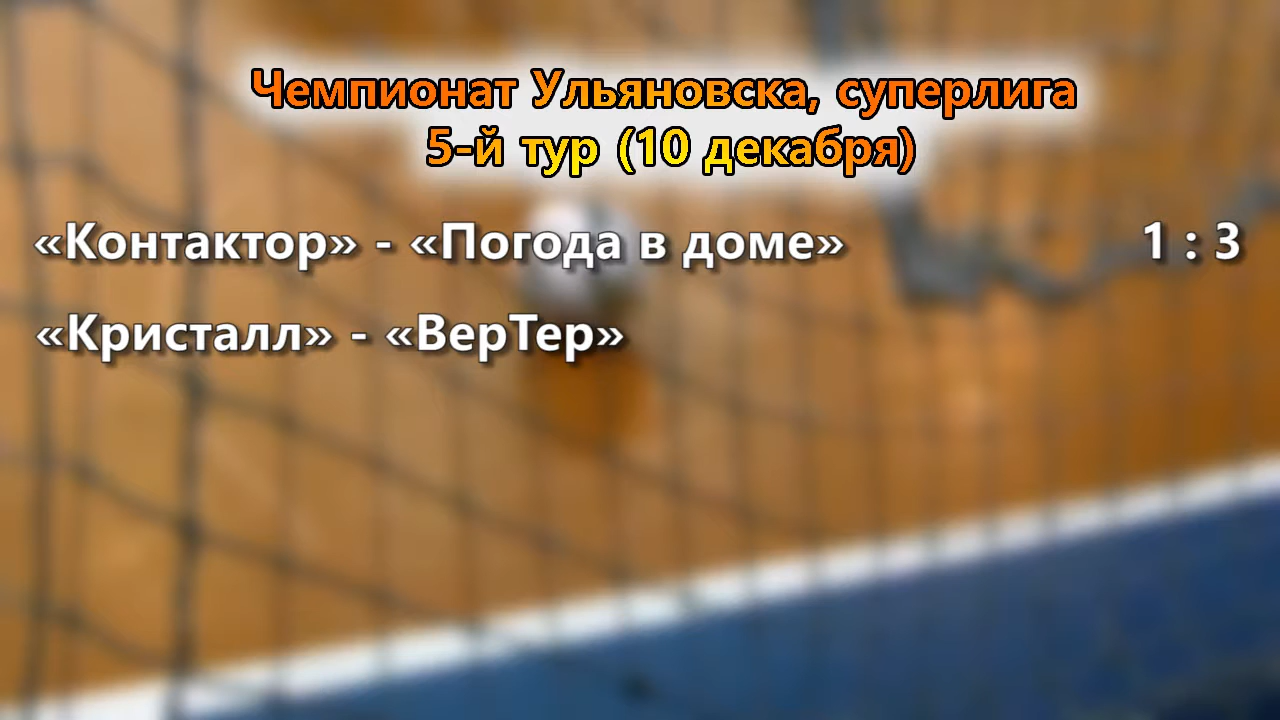 Чемпионат Ульяновска, суперлига
5-й тур (10 декабря)
«Контактор» - «Погода в доме» 1 : 3
«Кристалл» - «ВерТер»